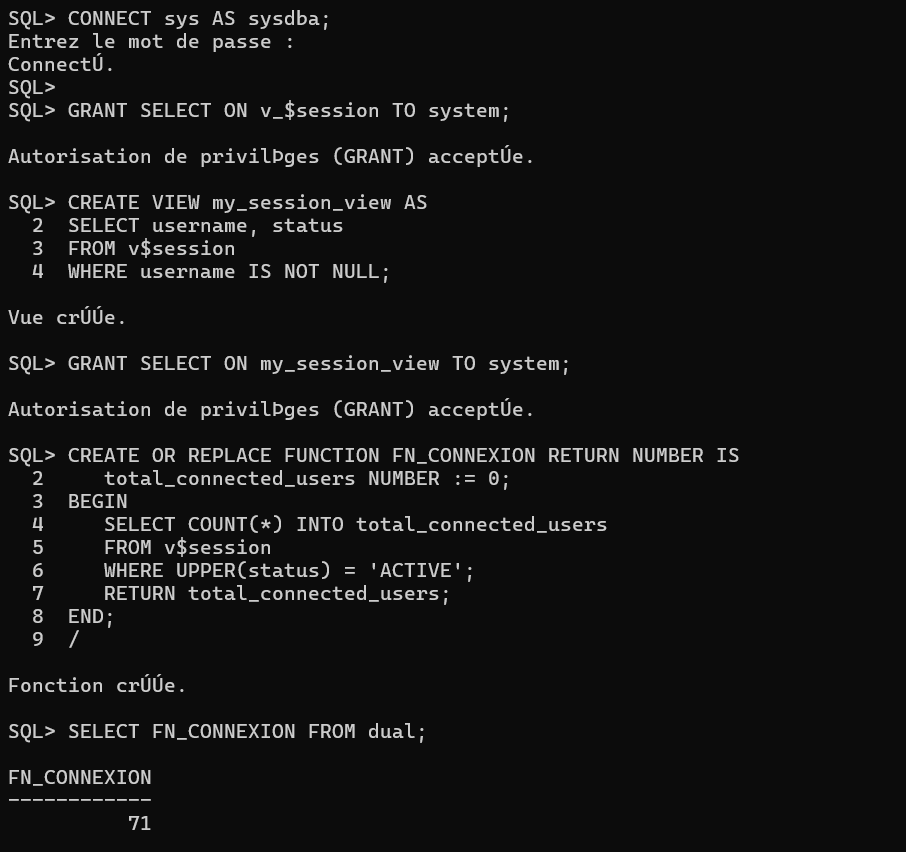 SQL> CONNECT sys AS sysdba;
Entrez le mot de passe :
ConnectÚ.
SQL>
SQL> GRANT SELECT ON v_$session TO system;
Autorisation de privilÞges (GRANT) acceptÚe.
SQL> CREATE VIEW my_session_view AS
  2  SELECT username, status
  3  FROM v$session
  4  WHERE username IS NOT NULL;
Vue crÚÚe.
SQL> GRANT SELECT ON my_session_view TO system;
Autorisation de privilÞges (GRANT) acceptÚe.
SQL> CREATE OR REPLACE FUNCTION FN_CONNEXION RETURN NUMBER IS
  2     total_connected_users NUMBER := 0;
  3  BEGIN
  4     SELECT COUNT(*) INTO total_connected_users
  5     FROM v$session
  6     WHERE UPPER(status) = 'ACTIVE';
  7     RETURN total_connected_users;
  8  END;
  9  /
Fonction crÚÚe.
SQL> SELECT FN_CONNEXION FROM dual;
FN_CONNEXION
------------
          71